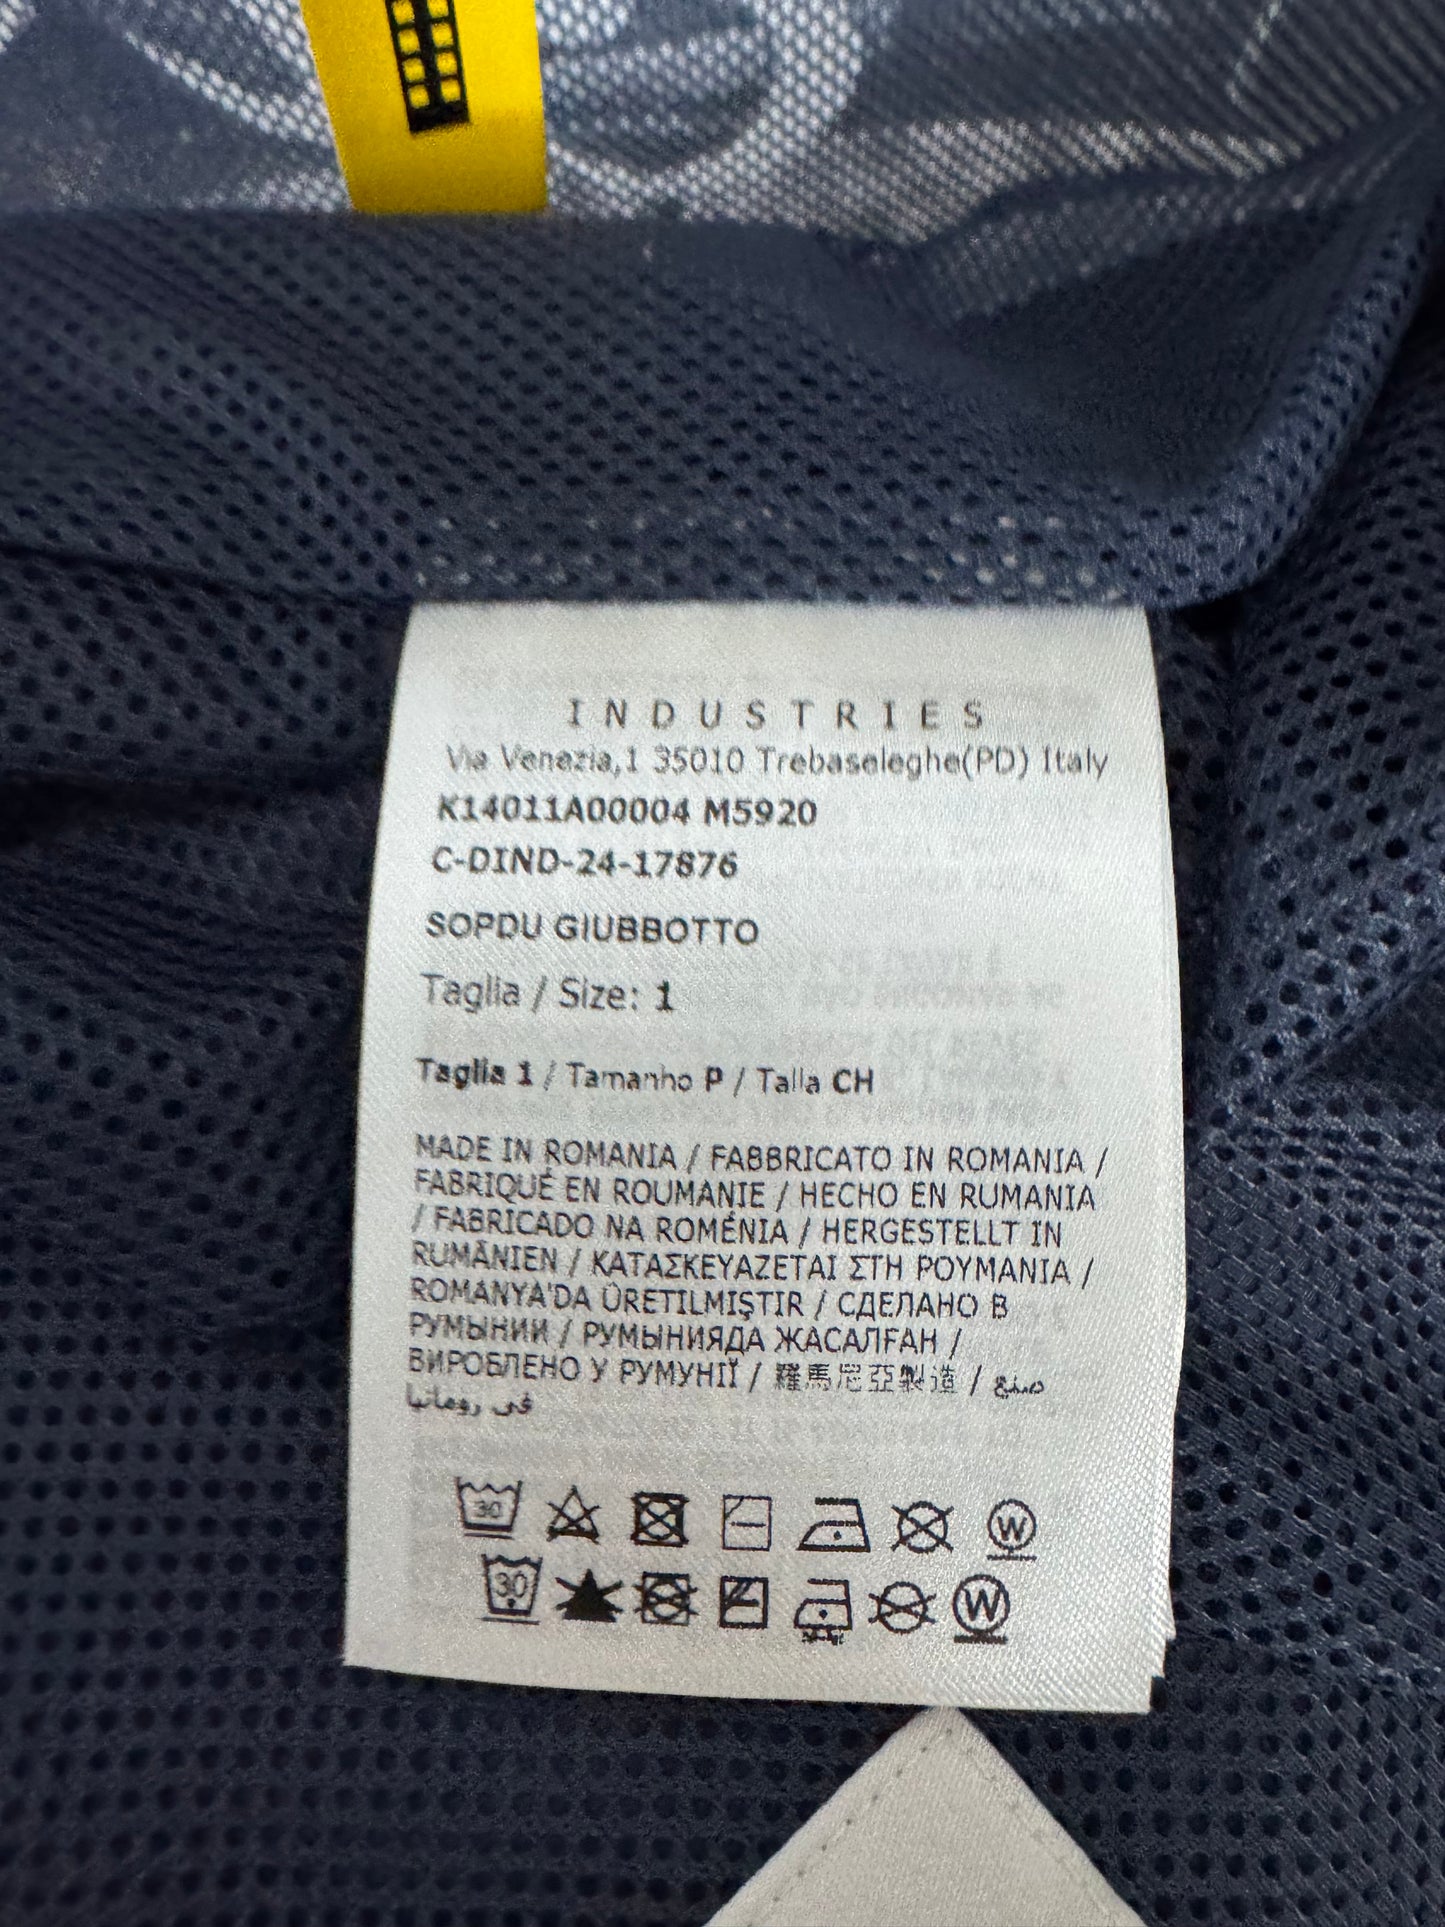 INDUSTRIES
Via Venezia,1 35010 Trebaseleghe(PD) Italy
K14011A00004 M5920
C-DIND-24-17876
SOPDU GIUBBOTTO
Taglia / Size: 1
Taglia 1 / Tamanho P / Talla CH
MADE IN ROMANIA / FABBRICATO IN ROMANIA /
FABRIQUÉ EN ROUMANIE / HECHO EN RUMANIA
/ FABRICADO NA ROMÉNIA / HERGESTELLT IN
RUMÄNIEN / ΚΑΤΑΣΚΕΥΑΖΕΤΑΙ ΣΤΗ ΡΟΥΜΑΝΙΑ /
ROMANYA'DA ÜRETILMIŞTIR / СДЕЛАНО В
РУМЫНИИ / РУМЫНИЯДА ЖАСАЛҒАН /
ВИРОБЛЕНО У РУМУНІЇ / 羅馬尼亞製造 / صنع
في رومانيا
30 W
30 W